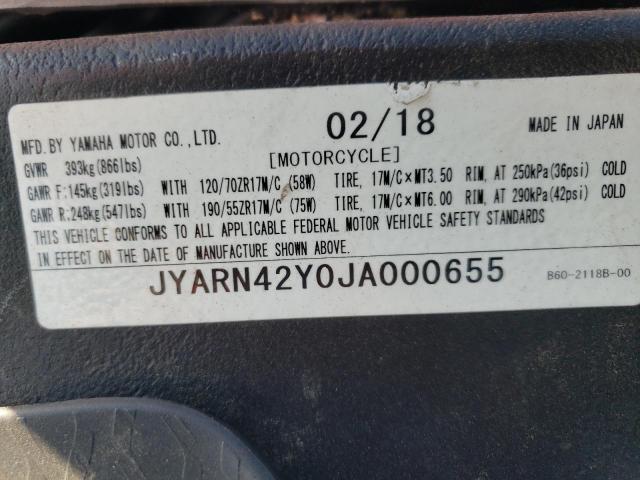 MFD. BY YAMAHA MOTOR CO., LTD. 02/18 MADE IN JAPAN
GVWR 393kg(866lbs) [MOTORCYCLE]
GAWR F:145kg(319lbs) WITH 120/70ZR17M/C (58W) TIRE, 17M/C×MT3.50 RIM, AT 250kPa(36psi) COLD
GAWR R:248kg(547lbs) WITH 190/55ZR17M/C (75W) TIRE, 17M/C×MT6.00 RIM, AT 290kPa(42psi) COLD
THIS VEHICLE CONFORMS TO ALL APPLICABLE FEDERAL MOTOR VEHICLE SAFETY STANDARDS
IN EFFECT ON THE DATE OF MANUFACTURE SHOWN ABOVE.
JYARN42Y0JA000655 B60-2118B-00